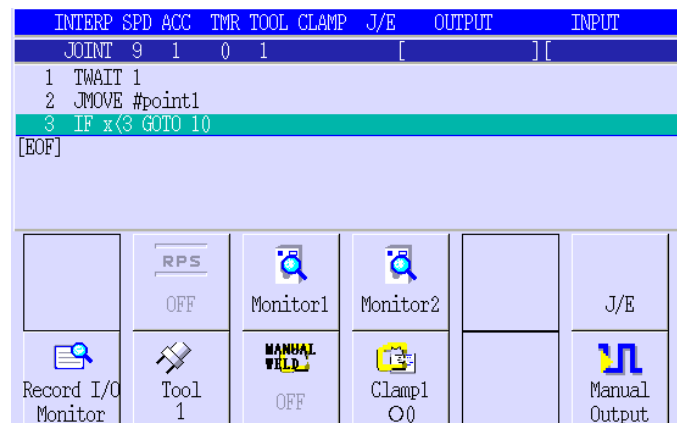 INTERP SPD ACC TMR TOOL CLAMP J/E OUTPUT INPUT
JOINT 9 1 0 1 [ ][
1 TWAIT 1
2 JMOVE #point1
3 IF x<3 GOTO 10
[EOF]
RPS
OFF Monitor1 Monitor2 J/E
MANUAL
WELD
Record I/O Tool OFF Clamp1 Manual
Monitor 1 O0 Output